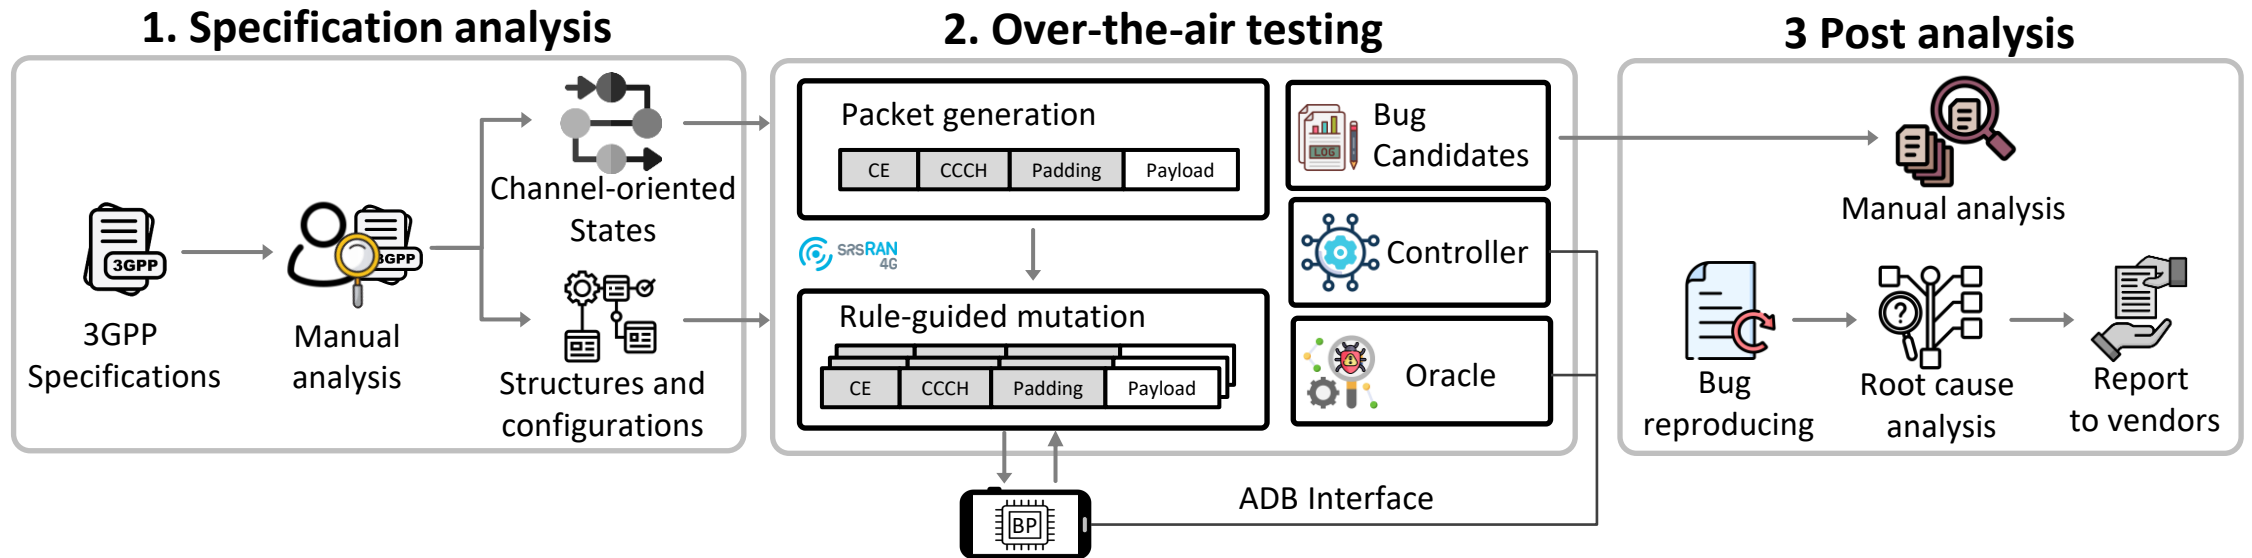 1. Specification analysis
3GPP
3GPP
Specifications
3GPP
Manual
analysis
Channel-oriented
States
Structures and
configurations
2. Over-the-air testing
Packet generation
CE
CCCH
Padding
Payload
srsRAN
4G
Rule-guided mutation
CE
CCCH
Padding
Payload
LOG
Bug
Candidates
Controller
Oracle
BP
ADB Interface
3 Post analysis
Manual analysis
Bug
reproducing
?
Root cause
analysis
Report
to vendors